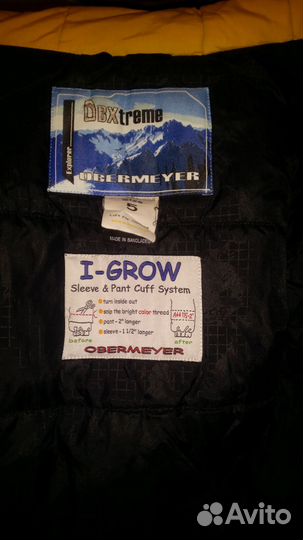 OBXtreme
Explorer
OBERMEYER
5
MADE IN BANGLADESH
I-GROW
Sleeve & Pant Cuff System
turn inside out
snip the bright color thread
pant - 2" longer
sleeve - 1 1/2" longer
before
after
OBERMEYER
Avito